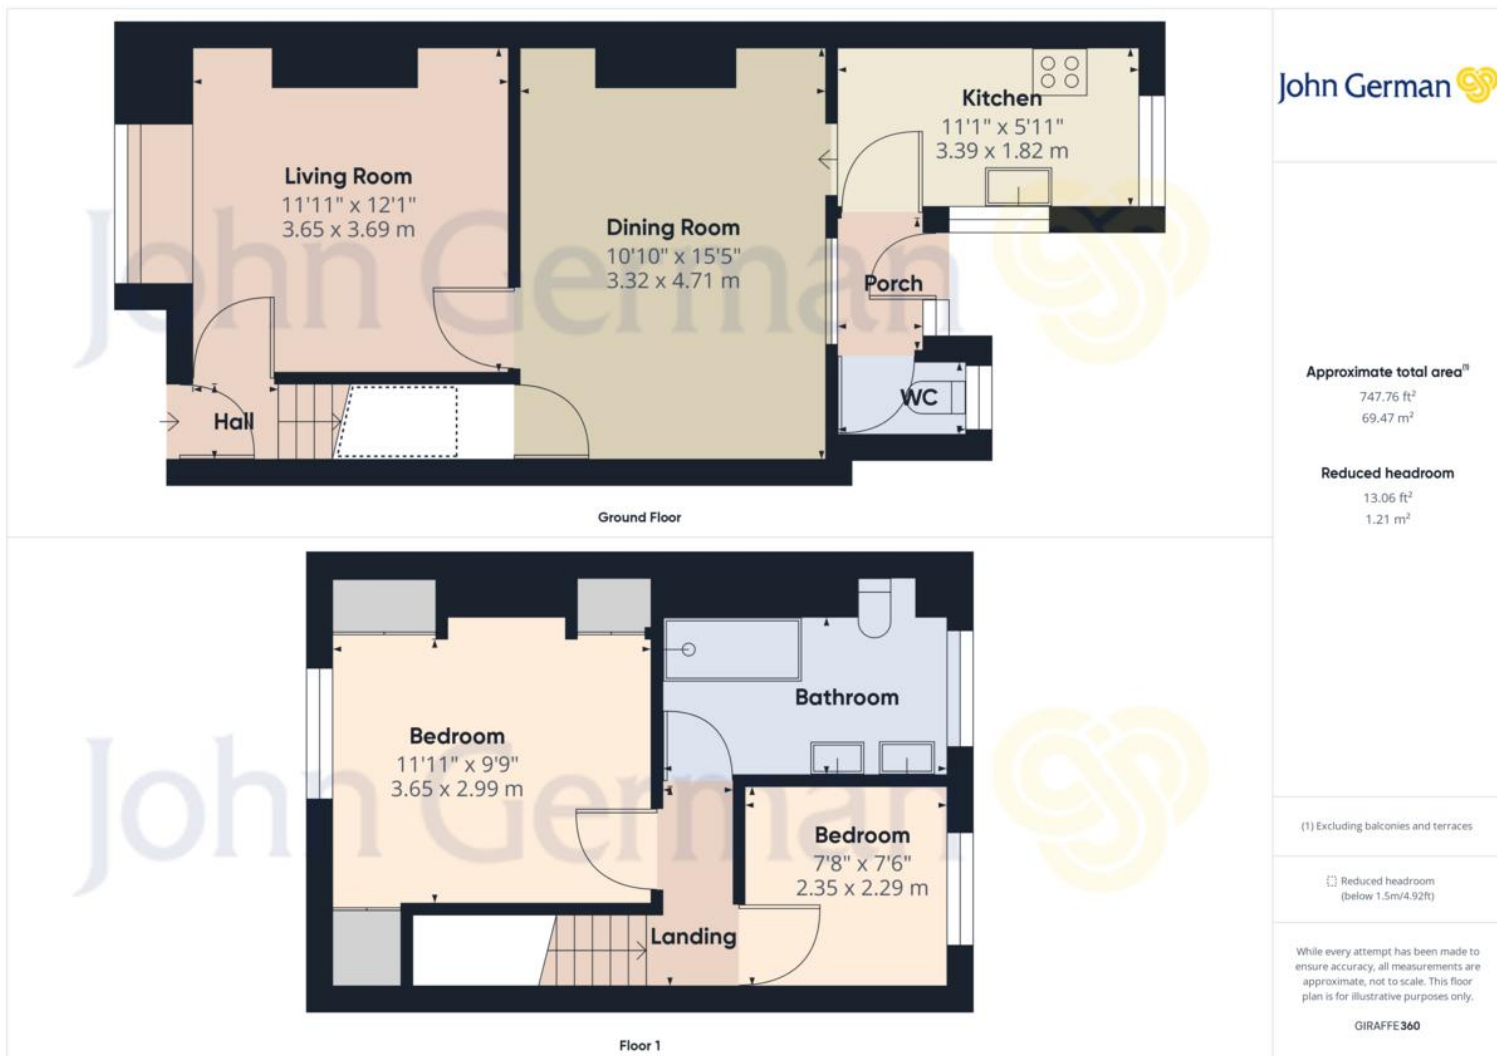 John German
Living Room
11'11" x 12'1"
3.65 x 3.69 m
Dining Room
10'10" x 15'5"
3.32 x 4.71 m
Kitchen
11'1" x 5'11"
3.39 x 1.82 m
Porch
WC
Hall
Ground Floor
John German
Approximate total area⁽¹⁾
747.76 ft²
69.47 m²
Reduced headroom
13.06 ft²
1.21 m²
John German
Bedroom
11'11" x 9'9"
3.65 x 2.99 m
Bathroom
Bedroom
7'8" x 7'6"
2.35 x 2.29 m
Landing
Floor 1
(1) Excluding balconies and terraces
Reduced headroom
(below 1.5m/4.92ft)
While every attempt has been made to
ensure accuracy, all measurements are
approximate, not to scale. This floor
plan is for illustrative purposes only.
GIRAFFE360